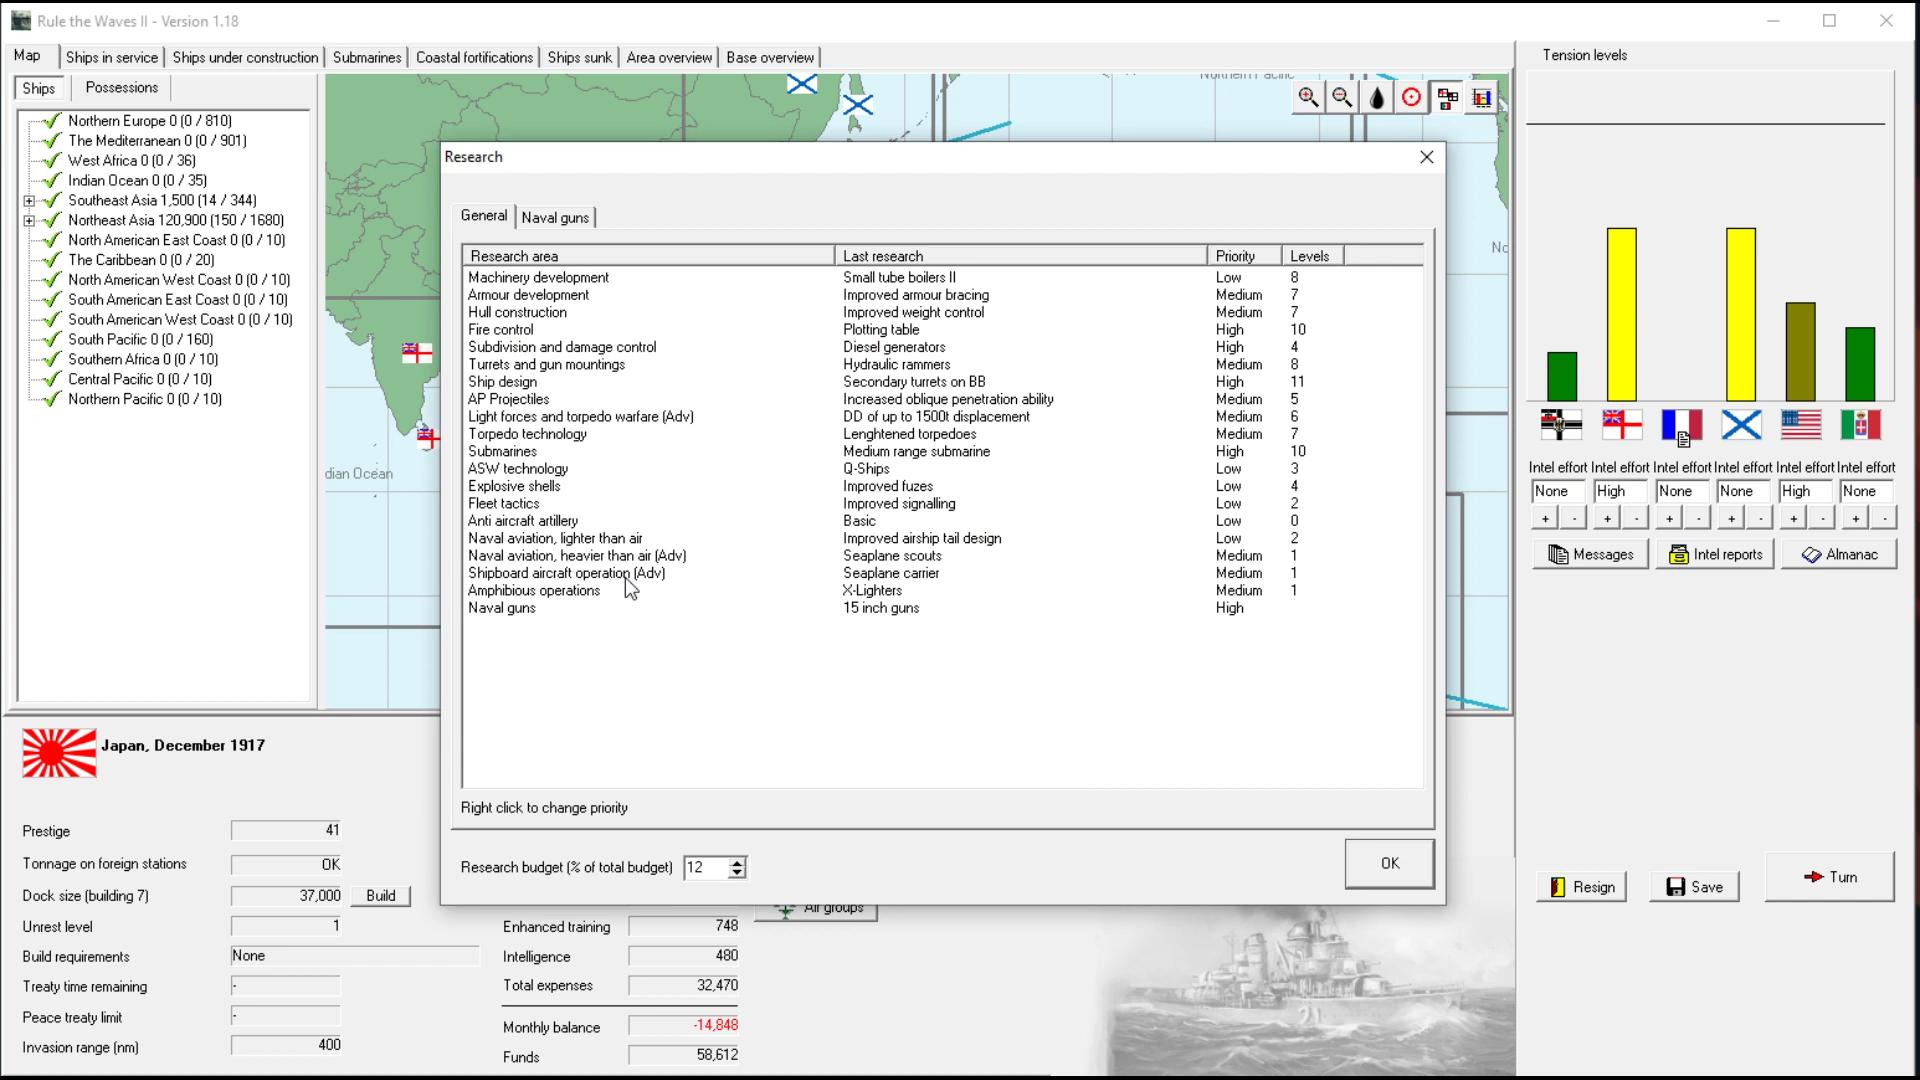 Rule the Waves II - Version 1.18
Map Ships in service Ships under construction Submarines Coastal fortifications Ships sunk Area overview Base overview
Ships Possessions
Northern Europe 0 (0 / 810)
The Mediterranean 0 (0 / 901)
West Africa 0 (0 / 36)
Indian Ocean 0 (0 / 35)
Southeast Asia 1,500 (14 / 344)
Northeast Asia 120,900 (150 / 1680)
North American East Coast 0 (0 / 10)
The Caribbean 0 (0 / 20)
North American West Coast 0 (0 / 10)
South American East Coast 0 (0 / 10)
South American West Coast 0 (0 / 10)
South Pacific 0 (0 / 160)
Southern Africa 0 (0 / 10)
Central Pacific 0 (0 / 10)
Northern Pacific 0 (0 / 10)
Northern Pacific
dian Ocean
Research
General Naval guns
Research area Last research Priority Levels
Machinery development Small tube boilers II Low 8
Armour development Improved armour bracing Medium 7
Hull construction Improved weight control Medium 7
Fire control Plotting table High 10
Subdivision and damage control Diesel generators High 4
Turrets and gun mountings Hydraulic rammers Medium 8
Ship design Secondary turrets on BB High 11
AP Projectiles Increased oblique penetration ability Medium 5
Light forces and torpedo warfare (Adv) DD of up to 1500t displacement Medium 6
Torpedo technology Lenghtened torpedoes Medium 7
Submarines Medium range submarine High 10
ASW technology Q-Ships Low 3
Explosive shells Improved fuzes Low 4
Fleet tactics Improved signalling Low 2
Anti aircraft artillery Basic Low 0
Naval aviation, lighter than air Improved airship tail design Low 2
Naval aviation, heavier than air (Adv) Seaplane scouts Medium 1
Shipboard aircraft operation (Adv) Seaplane carrier Medium 1
Amphibious operations X-Lighters Medium 1
Naval guns 15 inch guns High
Right click to change priority
Research budget (% of total budget) 12
OK
No
Tension levels
Intel effort Intel effort Intel effort Intel effort Intel effort Intel effort
None High None None High None
+ - + - + - + - + - + -
Messages Intel reports Almanac
Resign Save Turn
Japan, December 1917
Prestige 41
Tonnage on foreign stations OK
Dock size (building 7) 37,000 Build
Unrest level 1
Build requirements None
Treaty time remaining -
Peace treaty limit -
Invasion range (nm) 400
Air groups
Enhanced training 748
Intelligence 480
Total expenses 32,470
Monthly balance -14,848
Funds 58,612